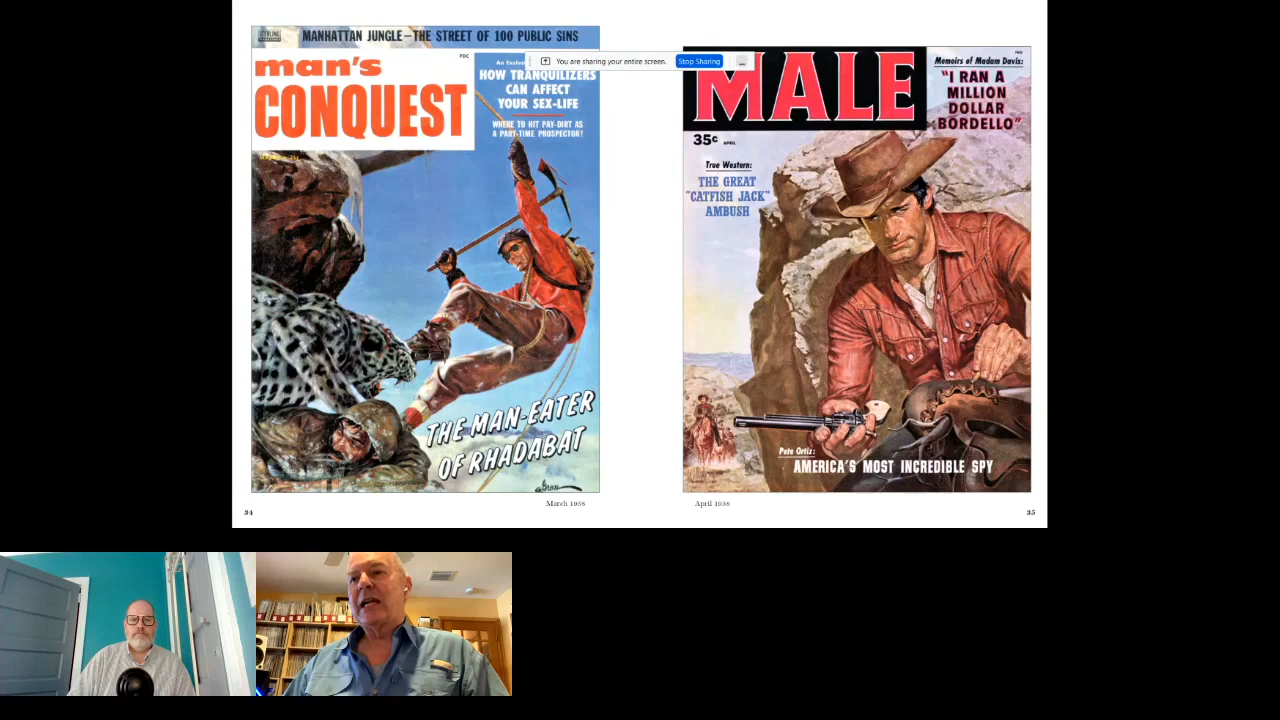 MANHATTAN JUNGLE—THE STREET OF 100 PUBLIC SINS
man's
CONQUEST
PDC
HOW TRANQUILIZERS
CAN AFFECT
YOUR SEX-LIFE
WHERE TO HIT PAY-DIRT AS
A PART-TIME PROSPECTOR!
THE MAN-EATER
OF RHADABAT
March 1958
34
You are sharing your entire screen.
Stop Sharing
MALE
35c APRIL
Memoirs of Madam Davis:
"I RAN A
MILLION
DOLLAR
BORDELLO"
True Western:
THE GREAT
"CATFISH JACK"
AMBUSH
Pete Ortiz:
AMERICA'S MOST INCREDIBLE SPY
April 1958
35